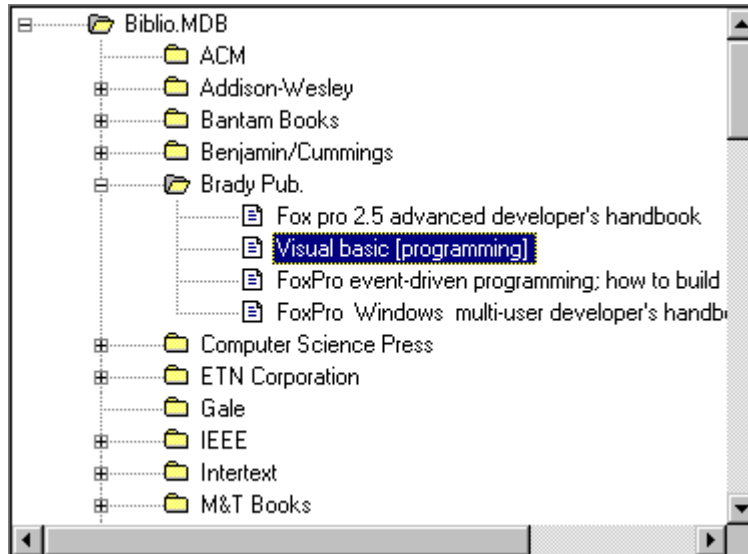 Biblio.MDB
ACM
Addison-Wesley
Bantam Books
Benjamin/Cummings
Brady Pub.
Fox pro 2.5 advanced developer's handbook
Visual basic [programming]
FoxPro event-driven programming; how to build
FoxPro Windows multi-user developer's handb
Computer Science Press
ETN Corporation
Gale
IEEE
Intertext
M&T Books